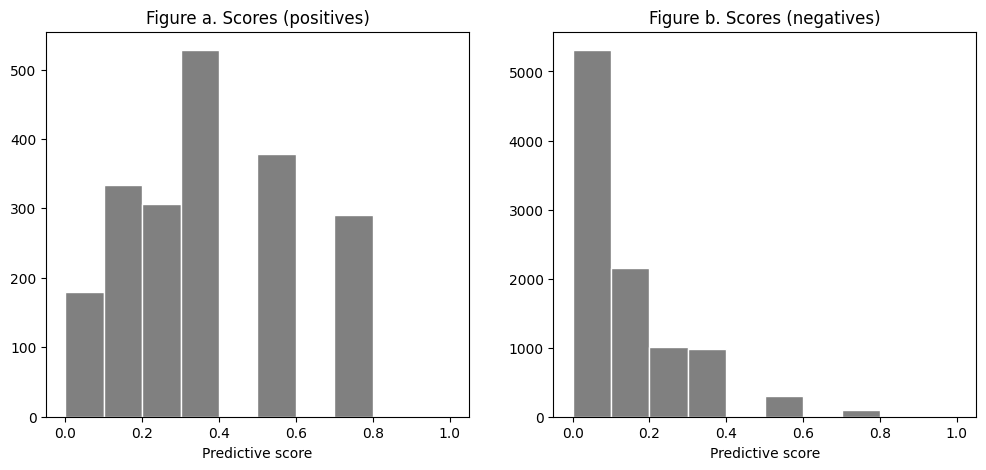 Figure a. Scores (positives)
500
400
300
200
100
0
0.0 0.2 0.4 0.6 0.8 1.0
Predictive score
Figure b. Scores (negatives)
5000
4000
3000
2000
1000
0
0.0 0.2 0.4 0.6 0.8 1.0
Predictive score